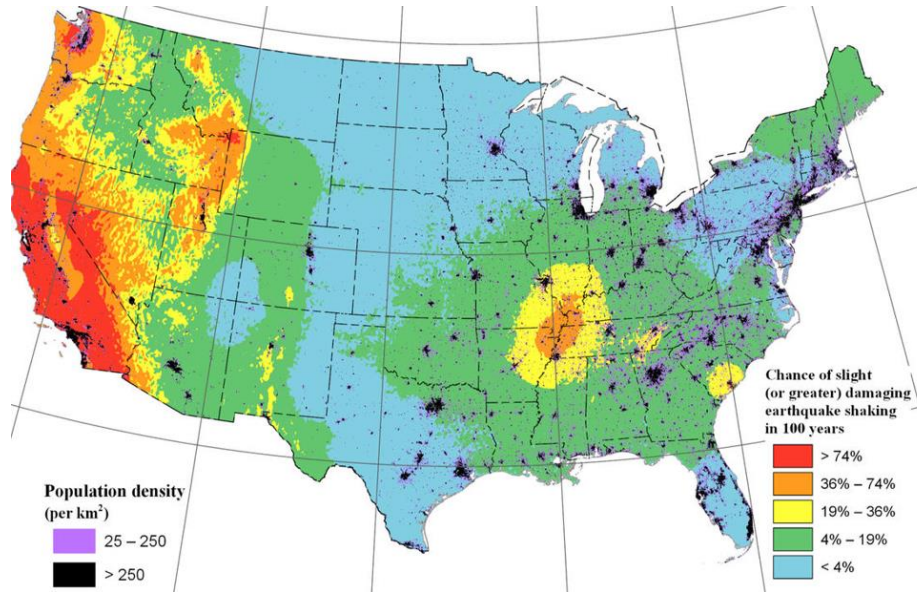 Population density
(per km²)
25 – 250
> 250
Chance of slight
(or greater) damaging
earthquake shaking
in 100 years
> 74%
36% – 74%
19% – 36%
4% – 19%
< 4%